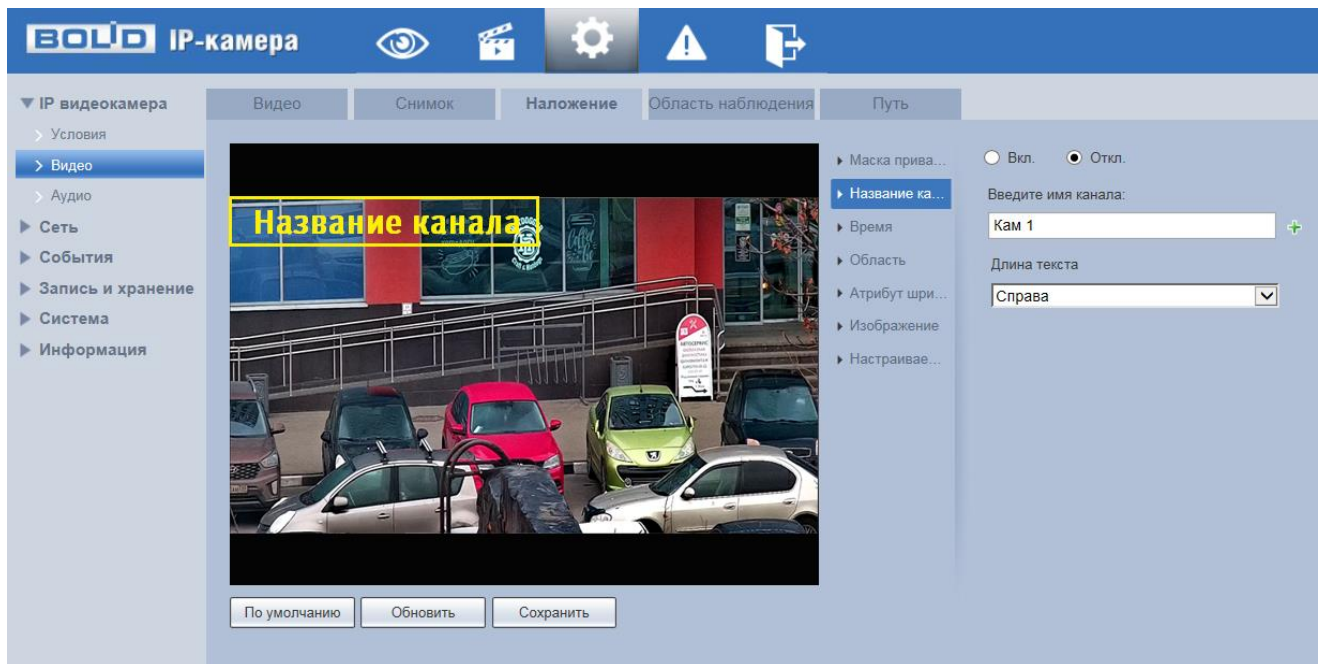 BOLID IP-камера
IP видеокамера
Условия
Видео
Аудио
Сеть
События
Запись и хранение
Система
Информация
Видео
Снимок
Наложение
Область наблюдения
Путь
Название канала
АВТОСЕРВИС
По умолчанию
Обновить
Сохранить
Маска прива...
Название ка...
Время
Область
Атрибут шри...
Изображение
Настраивае...
Вкл.
Откл.
Введите имя канала:
Кам 1
Длина текста
Справа